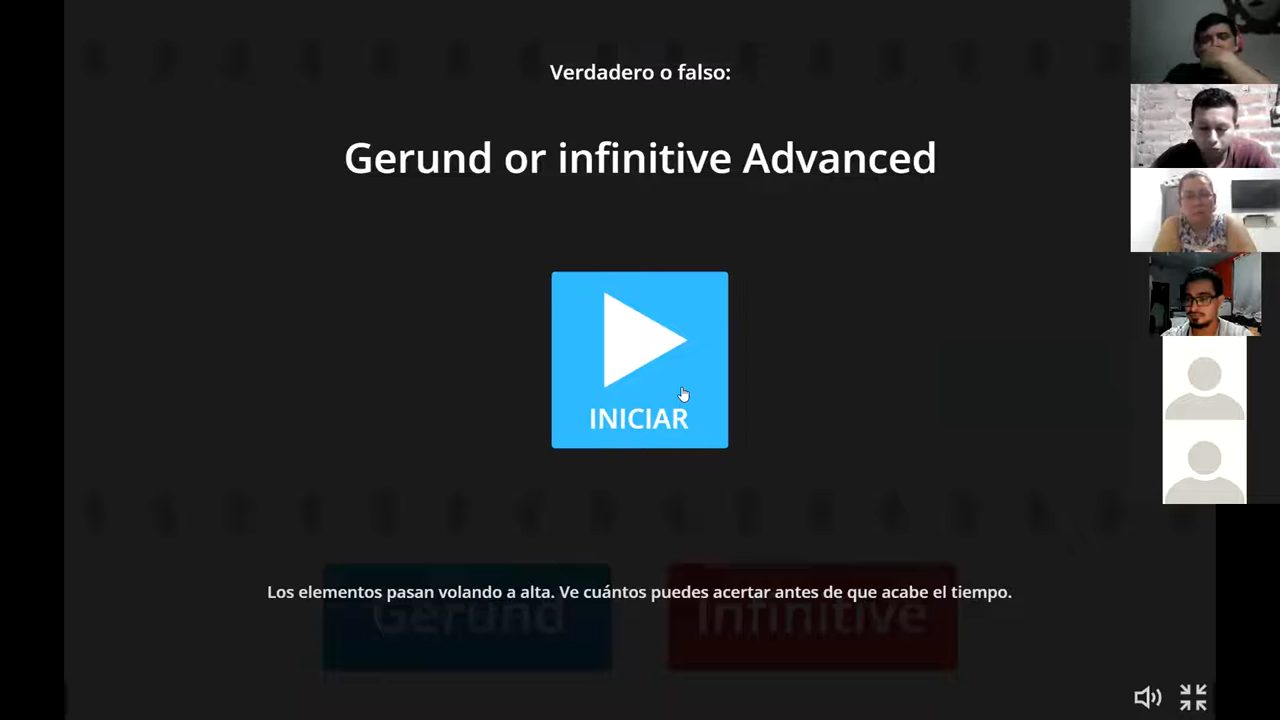 Verdadero o falso:
Gerund or infinitive Advanced
INICIAR
Los elementos pasan volando a alta. Ve cuántos puedes acertar antes de que acabe el tiempo.
Gerund
Infinitive